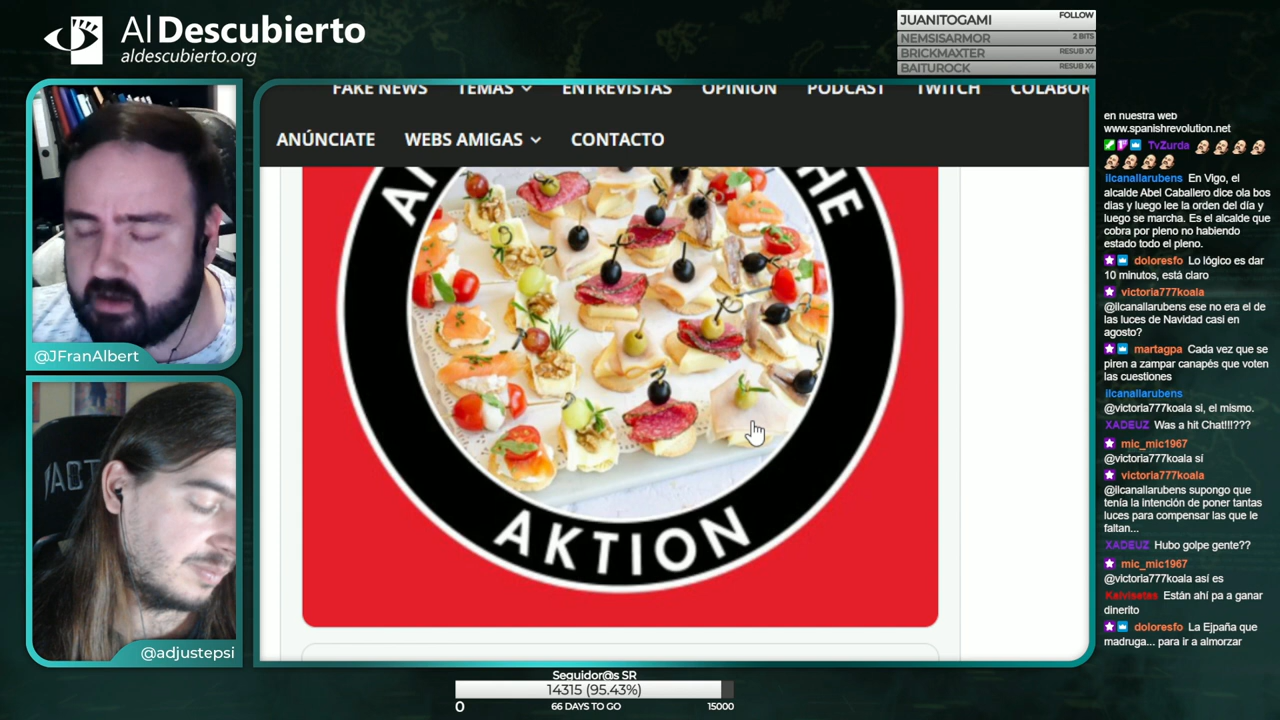 Al Descubierto
aldescubierto.org
JUANITOGAMI FOLLOW
NEMSISARMOR 2 BITS
BRICKMAXTER RESUB X7
BAITUROCK RESUB X4
FAKE NEWS TEMAS ENTREVISTAS OPINIÓN PODCAST TWITCH COLABOR
ANÚNCIATE WEBS AMIGAS CONTACTO
HE
AKTION
@JFranAlbert
@adjustepsi
en nuestra web
www.spanishrevolution.net
TvZurda
ilcanallarubens En Vigo, el
alcalde Abel Caballero dice ola bos
dias y luego lee la orden del día y
luego se marcha. Es el alcalde que
cobra por pleno no habiendo
estado todo el pleno.
doloresfo Lo lógico es dar
10 minutos, está claro
victoria777koala
@ilcanallarubens ese no era el de
las luces de Navidad casi en
agosto?
martagpa Cada vez que se
piren a zampar canapés que voten
las cuestiones
ilcanallarubens
@victoria777koala si, el mismo.
XADEUZ Was a hit Chat!!!???
mic_mic1967
@victoria777koala sí
victoria777koala
@ilcanallarubens supongo que
tenía la intención de poner tantas
luces para compensar las que le
faltan...
XADEUZ Hubo golpe gente??
mic_mic1967
@victoria777koala así es
Están ahí pa a ganar
dinerito
doloresfo La Ejpaña que
madruga... para ir a almorzar
Seguidor@s SR
14315 (95.43%)
0 66 DAYS TO GO 15000